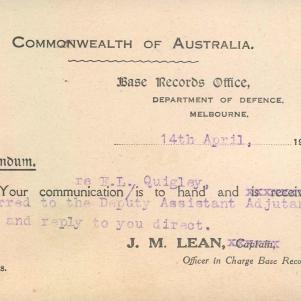 COMMONWEALTH OF AUSTRALIA.
Base Records Office,
DEPARTMENT OF DEFENCE,
MELBOURNE,
14th April, 19
ndum.
re E.L. Quigley,
Your communication is to hand and is receiv
rred to the Deputy Assistant Adjutan
and reply to you direct.
J. M. LEAN, Captain,
Officer in Charge Base Reco
s.